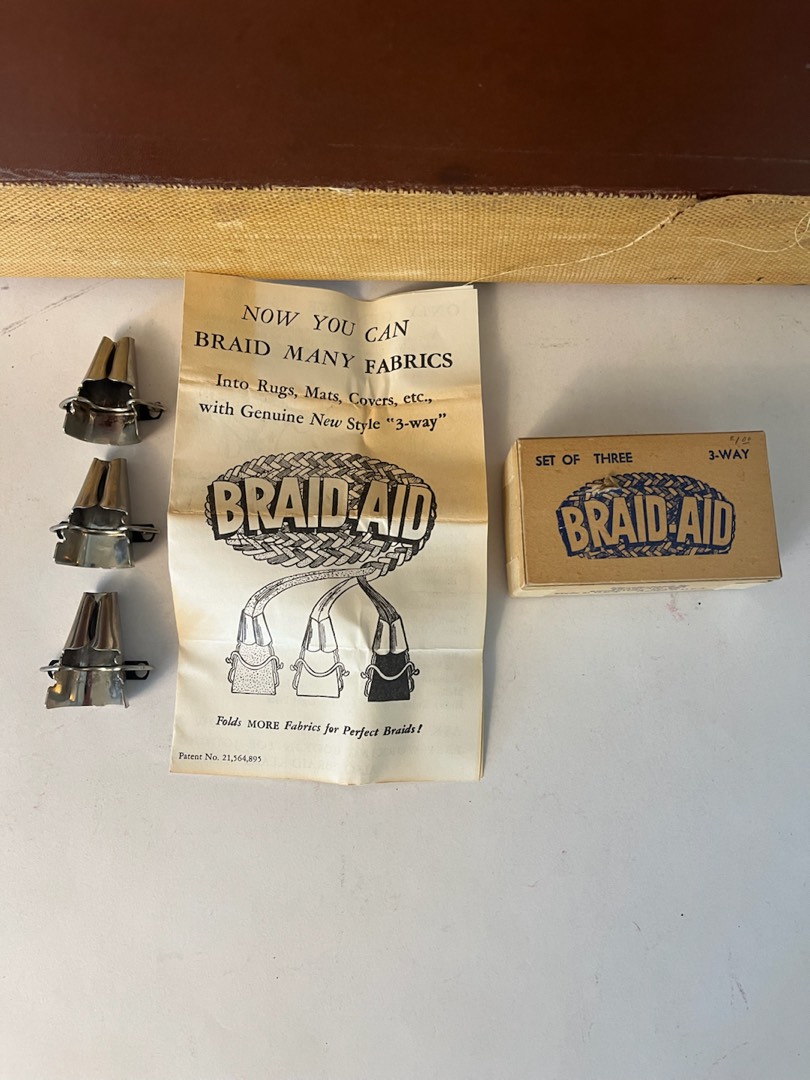 NOW YOU CAN
BRAID MANY FABRICS
Into Rugs, Mats, Covers, etc.,
with Genuine New Style "3-way"
BRAID-AID
Folds MORE Fabrics for Perfect Braids!
Patent No. 21,564,895
SET OF THREE
3-WAY
BRAID-AID